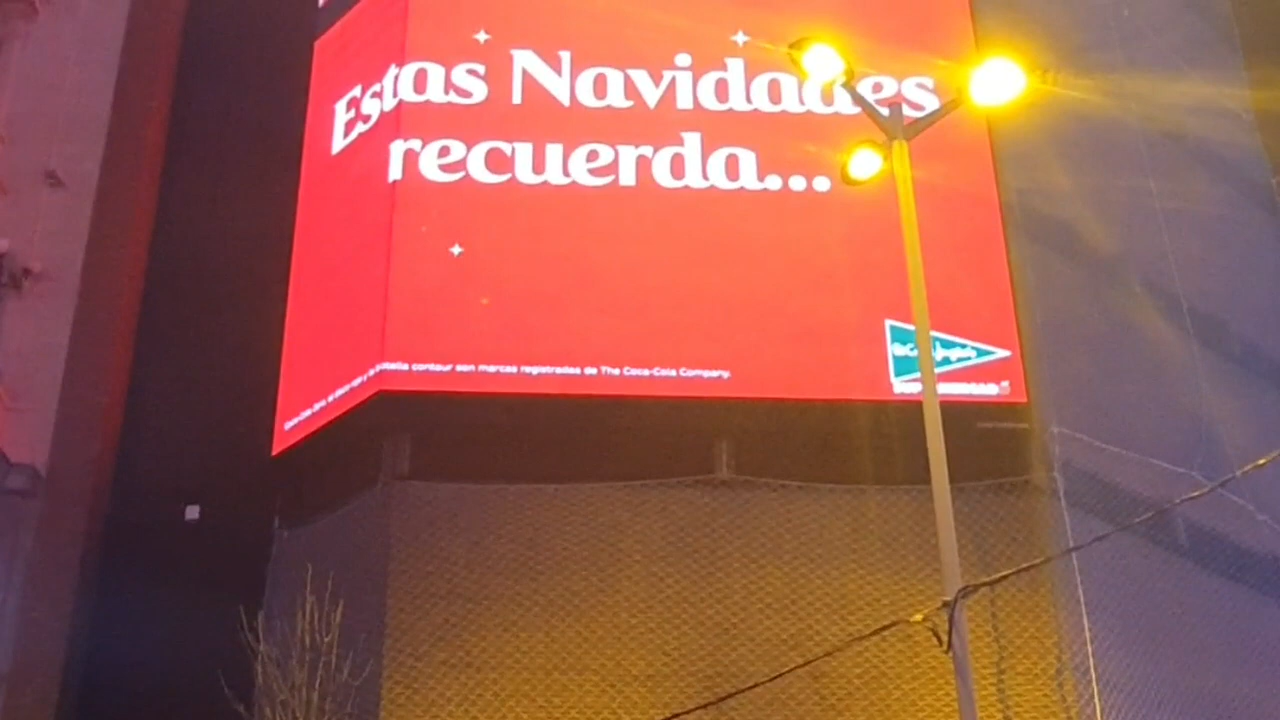 Estas Navidades
recuerda...
contour son marcas registradas de The Coca-Cola Company.